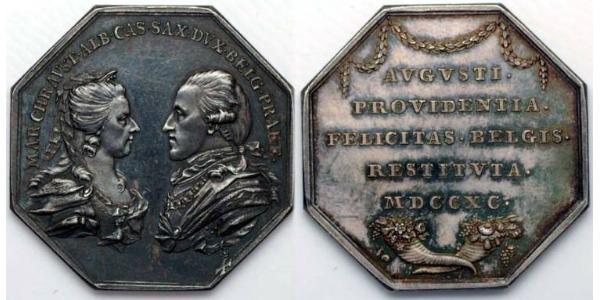 MAR·CHR·AVST·ALB·CAS·SAX·DVX·BELG·PRAEF·
AVGVSTI·
PROVIDENTIA·
FELICITAS·BELGIS·
RESTITVTA·
MDCCXC·